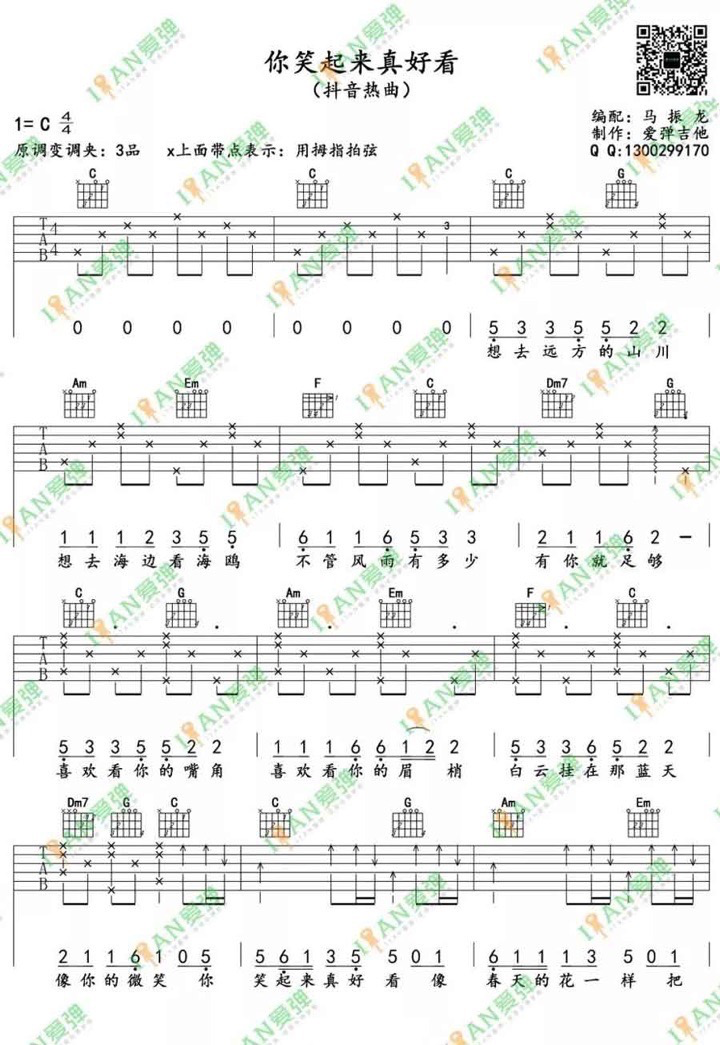 你笑起来真好看
（抖音热曲）
1= C 4/4
编配：马振龙
制作：爱弹吉他
原调变调夹：3品 x上面带点表示：用拇指拍弦
Q Q:1300299170
C C C G
T A B 4 4
3
0 0 0 0 0 0 0 0 5 3 3 5 5 2 2
想去远方的山川
Am Em F C Dm7 G
T A B
1 1 1 2 3 5 5 6 1 1 6 5 3 3 2 1 1 6 2 -
想去海边看海鸥 不管风雨有多少 有你就足够
C G Am Em F C
T A B
5 3 3 5 5 2 2 1 1 1 6 6 1 2 2 5 3 3 6 5 2 2
喜欢看你的嘴角 喜欢看你的眉梢 白云挂在那蓝天
Dm7 G C C G Am Em
T A B
2 1 1 6 1 0 5 5 6 1 3 5 0 1 6 1 1 1 5 0 1
像你的微笑 你 笑起来真好看像 春天的花一样把
爱弹